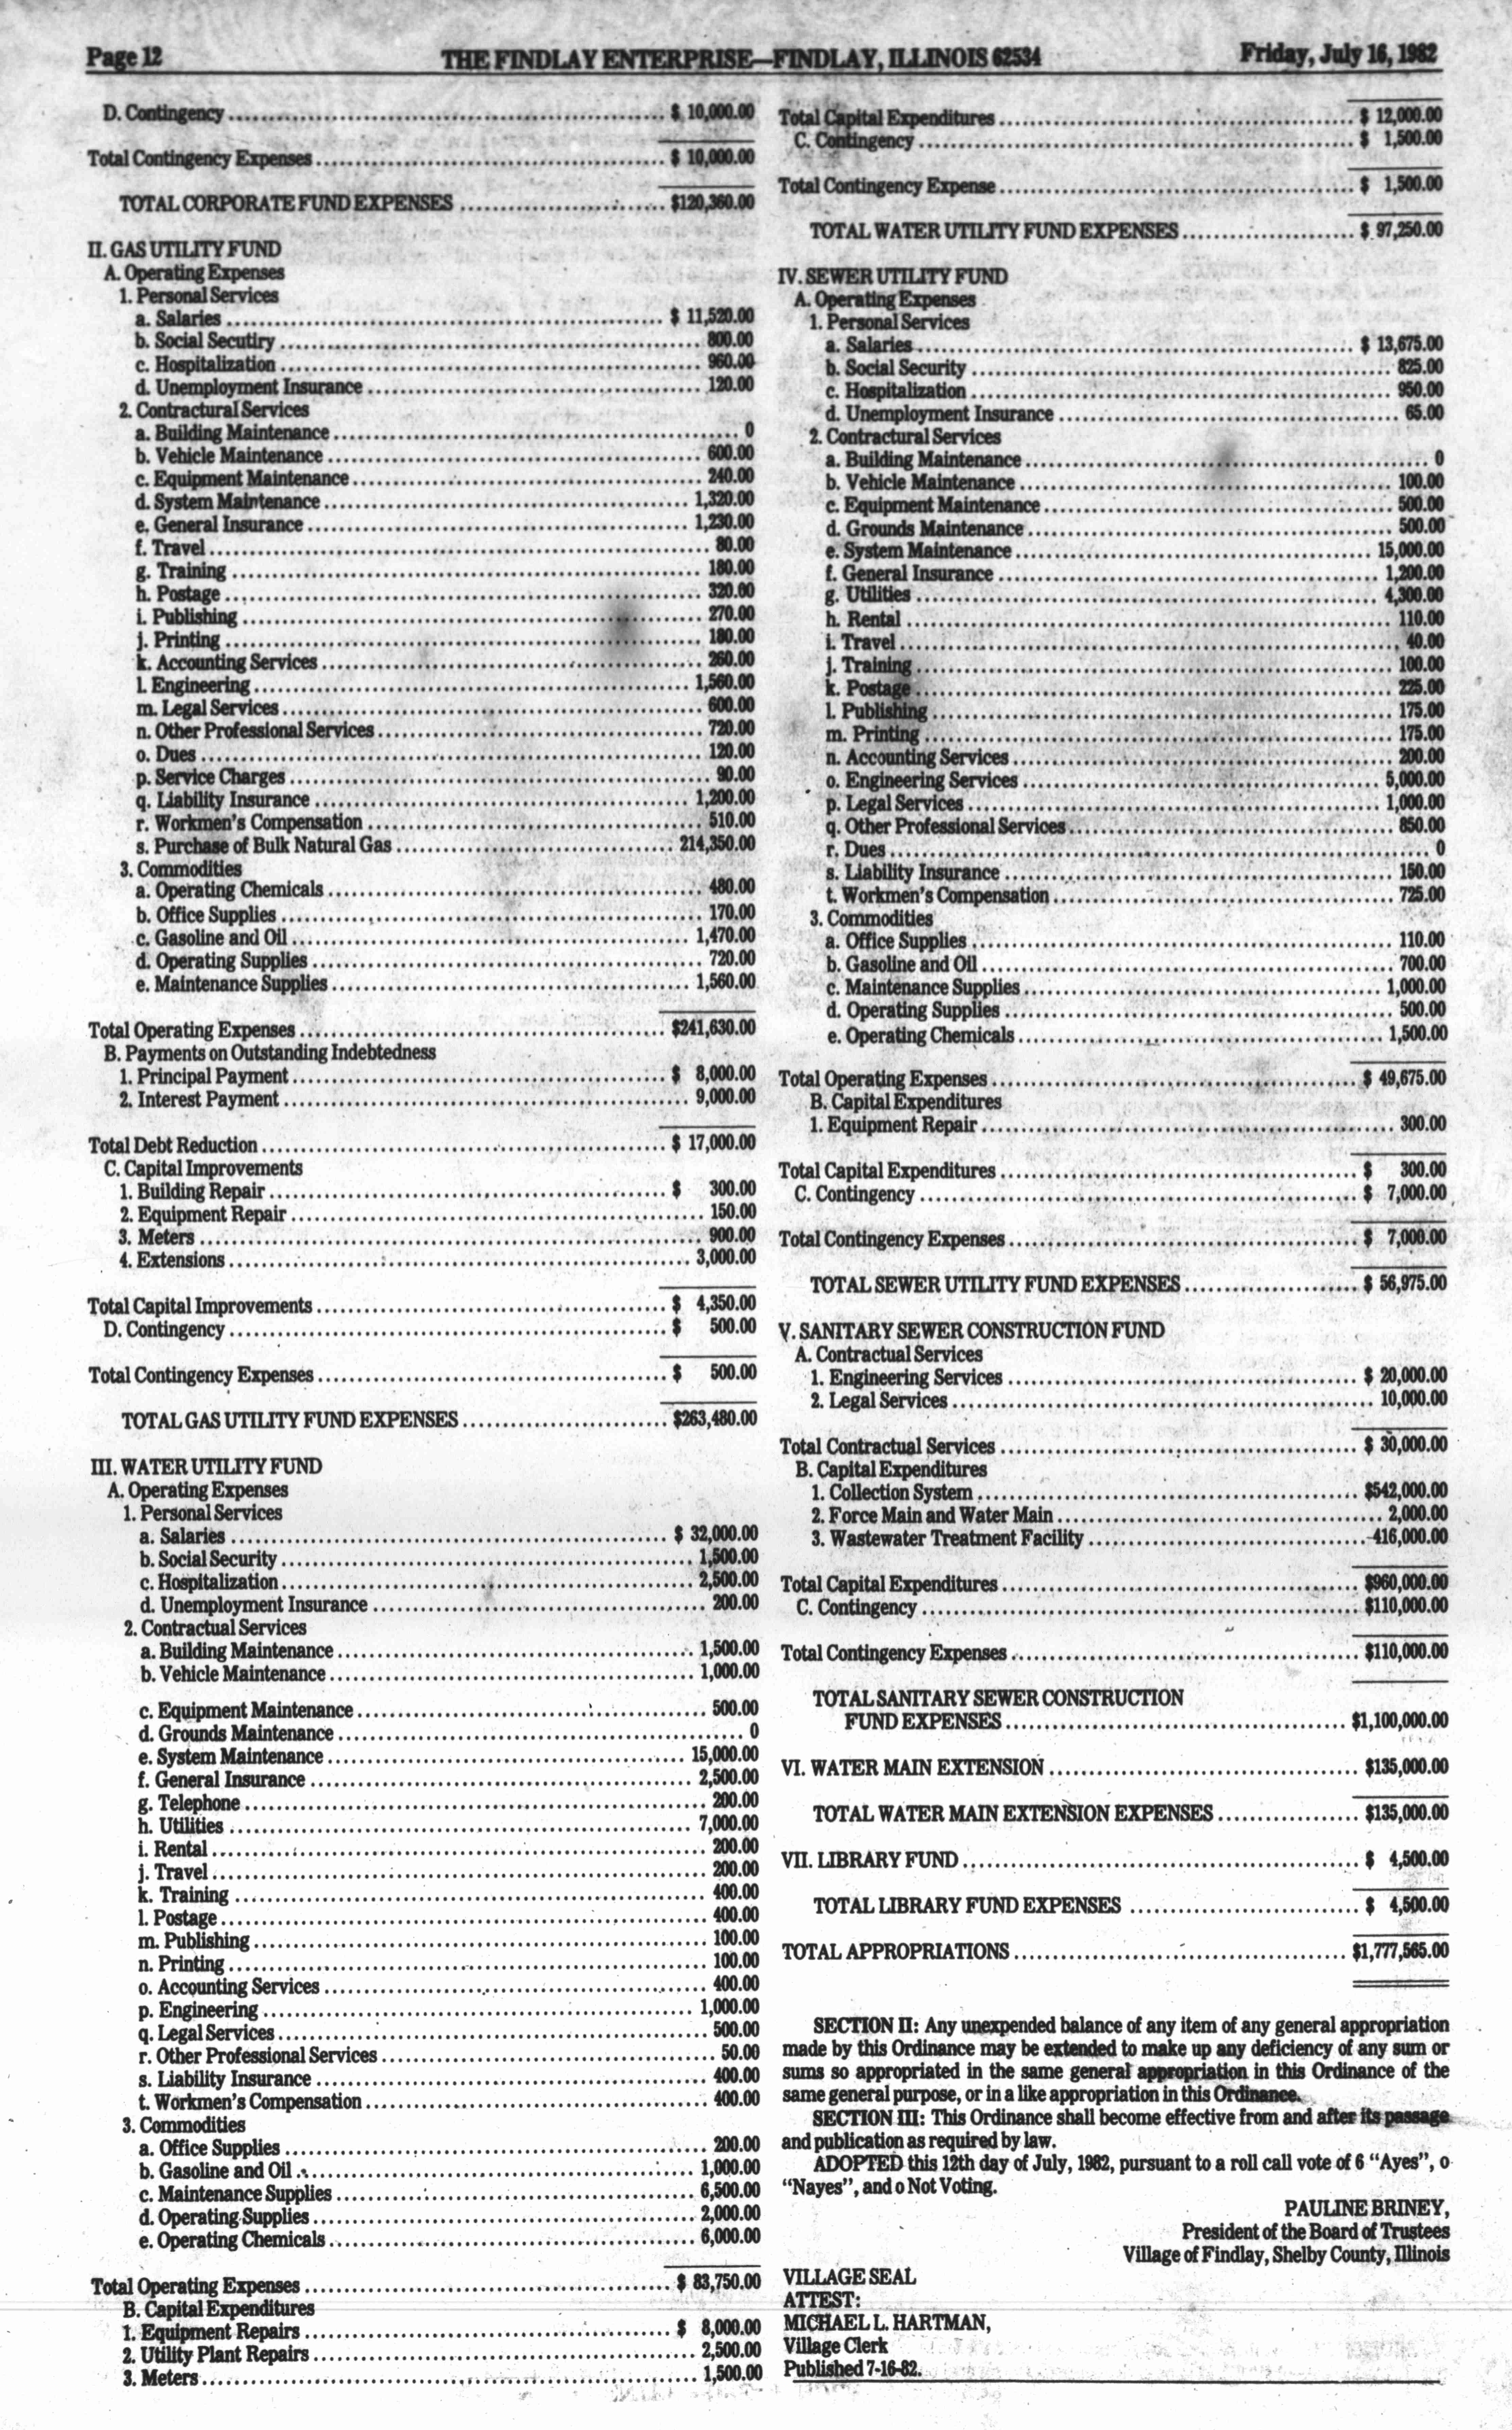 Page 12
THE FINDLAY ENTERPRISE—FINDLAY, ILLINOIS 62534
Friday, July 16, 1982
D. Contingency $ 10,000.00
Total Contingency Expenses $ 10,000.00
TOTAL CORPORATE FUND EXPENSES $120,360.00
II. GAS UTILITY FUND
A. Operating Expenses
1. Personal Services
a. Salaries $ 11,520.00
b. Social Secutiry 800.00
c. Hospitalization 960.00
d. Unemployment Insurance 120.00
2. Contractural Services
a. Building Maintenance 0
b. Vehicle Maintenance 600.00
c. Equipment Maintenance 240.00
d. System Maintenance 1,320.00
e. General Insurance 1,230.00
f. Travel 80.00
g. Training 180.00
h. Postage 320.00
i. Publishing 270.00
j. Printing 180.00
k. Accounting Services 260.00
l. Engineering 1,560.00
m. Legal Services 600.00
n. Other Professional Services 720.00
o. Dues 120.00
p. Service Charges 90.00
q. Liability Insurance 1,200.00
r. Workmen's Compensation 510.00
s. Purchase of Bulk Natural Gas 214,350.00
3. Commodities
a. Operating Chemicals 480.00
b. Office Supplies 170.00
c. Gasoline and Oil 1,470.00
d. Operating Supplies 720.00
e. Maintenance Supplies 1,560.00
Total Operating Expenses $241,630.00
B. Payments on Outstanding Indebtedness
1. Principal Payment $ 8,000.00
2. Interest Payment 9,000.00
Total Debt Reduction $ 17,000.00
C. Capital Improvements
1. Building Repair $ 300.00
2. Equipment Repair 150.00
3. Meters 900.00
4. Extensions 3,000.00
Total Capital Improvements $ 4,350.00
D. Contingency $ 500.00
Total Contingency Expenses $ 500.00
TOTAL GAS UTILITY FUND EXPENSES $263,480.00
III. WATER UTILITY FUND
A. Operating Expenses
1. Personal Services
a. Salaries $ 32,000.00
b. Social Security 1,500.00
c. Hospitalization 2,500.00
d. Unemployment Insurance 200.00
2. Contractual Services
a. Building Maintenance 1,500.00
b. Vehicle Maintenance 1,000.00
c. Equipment Maintenance 500.00
d. Grounds Maintenance 0
e. System Maintenance 15,000.00
f. General Insurance 2,500.00
g. Telephone 200.00
h. Utilities 7,000.00
i. Rental 200.00
j. Travel 200.00
k. Training 400.00
l. Postage 400.00
m. Publishing 100.00
n. Printing 100.00
o. Accounting Services 400.00
p. Engineering 1,000.00
q. Legal Services 500.00
r. Other Professional Services 50.00
s. Liability Insurance 400.00
t. Workmen's Compensation 400.00
3. Commodities
a. Office Supplies 200.00
b. Gasoline and Oil 1,000.00
c. Maintenance Supplies 6,500.00
d. Operating Supplies 2,000.00
e. Operating Chemicals 6,000.00
Total Operating Expenses $ 83,750.00
B. Capital Expenditures
1. Equipment Repairs $ 8,000.00
2. Utility Plant Repairs 2,500.00
3. Meters 1,500.00
Total Capital Expenditures $ 12,000.00
C. Contingency $ 1,500.00
Total Contingency Expense $ 1,500.00
TOTAL WATER UTILITY FUND EXPENSES $ 97,250.00
IV. SEWER UTILITY FUND
A. Operating Expenses
1. Personal Services
a. Salaries $ 13,675.00
b. Social Security 825.00
c. Hospitalization 950.00
d. Unemployment Insurance 65.00
2. Contractural Services
a. Building Maintenance 0
b. Vehicle Maintenance 100.00
c. Equipment Maintenance 500.00
d. Grounds Maintenance 500.00
e. System Maintenance 15,000.00
f. General Insurance 1,200.00
g. Utilities 4,300.00
h. Rental 110.00
i. Travel 40.00
j. Training 100.00
k. Postage 225.00
l. Publishing 175.00
m. Printing 175.00
n. Accounting Services 200.00
o. Engineering Services 5,000.00
p. Legal Services 1,000.00
q. Other Professional Services 850.00
r. Dues 0
s. Liability Insurance 150.00
t. Workmen's Compensation 725.00
3. Commodities
a. Office Supplies 110.00
b. Gasoline and Oil 700.00
c. Maintenance Supplies 1,000.00
d. Operating Supplies 500.00
e. Operating Chemicals 1,500.00
Total Operating Expenses $ 49,675.00
B. Capital Expenditures
1. Equipment Repair 300.00
Total Capital Expenditures $ 300.00
C. Contingency $ 7,000.00
Total Contingency Expenses $ 7,000.00
TOTAL SEWER UTILITY FUND EXPENSES $ 56,975.00
V. SANITARY SEWER CONSTRUCTION FUND
A. Contractual Services
1. Engineering Services $ 20,000.00
2. Legal Services 10,000.00
Total Contractual Services $ 30,000.00
B. Capital Expenditures
1. Collection System $542,000.00
2. Force Main and Water Main 2,000.00
3. Wastewater Treatment Facility 416,000.00
Total Capital Expenditures $960,000.00
C. Contingency $110,000.00
Total Contingency Expenses $110,000.00
TOTAL SANITARY SEWER CONSTRUCTION
FUND EXPENSES $1,100,000.00
VI. WATER MAIN EXTENSION $135,000.00
TOTAL WATER MAIN EXTENSION EXPENSES $135,000.00
VII. LIBRARY FUND $ 4,500.00
TOTAL LIBRARY FUND EXPENSES $ 4,500.00
TOTAL APPROPRIATIONS $1,777,565.00
SECTION II: Any unexpended balance of any item of any general appropriation
made by this Ordinance may be extended to make up any deficiency of any sum or
sums so appropriated in the same general appropriation in this Ordinance of the
same general purpose, or in a like appropriation in this Ordinance.
SECTION III: This Ordinance shall become effective from and after its passage
and publication as required by law.
ADOPTED this 12th day of July, 1982, pursuant to a roll call vote of 6 "Ayes", o
"Nayes", and o Not Voting.
PAULINE BRINEY,
President of the Board of Trustees
Village of Findlay, Shelby County, Illinois
VILLAGE SEAL
ATTEST:
MICHAEL L. HARTMAN,
Village Clerk
Published 7-16-82.